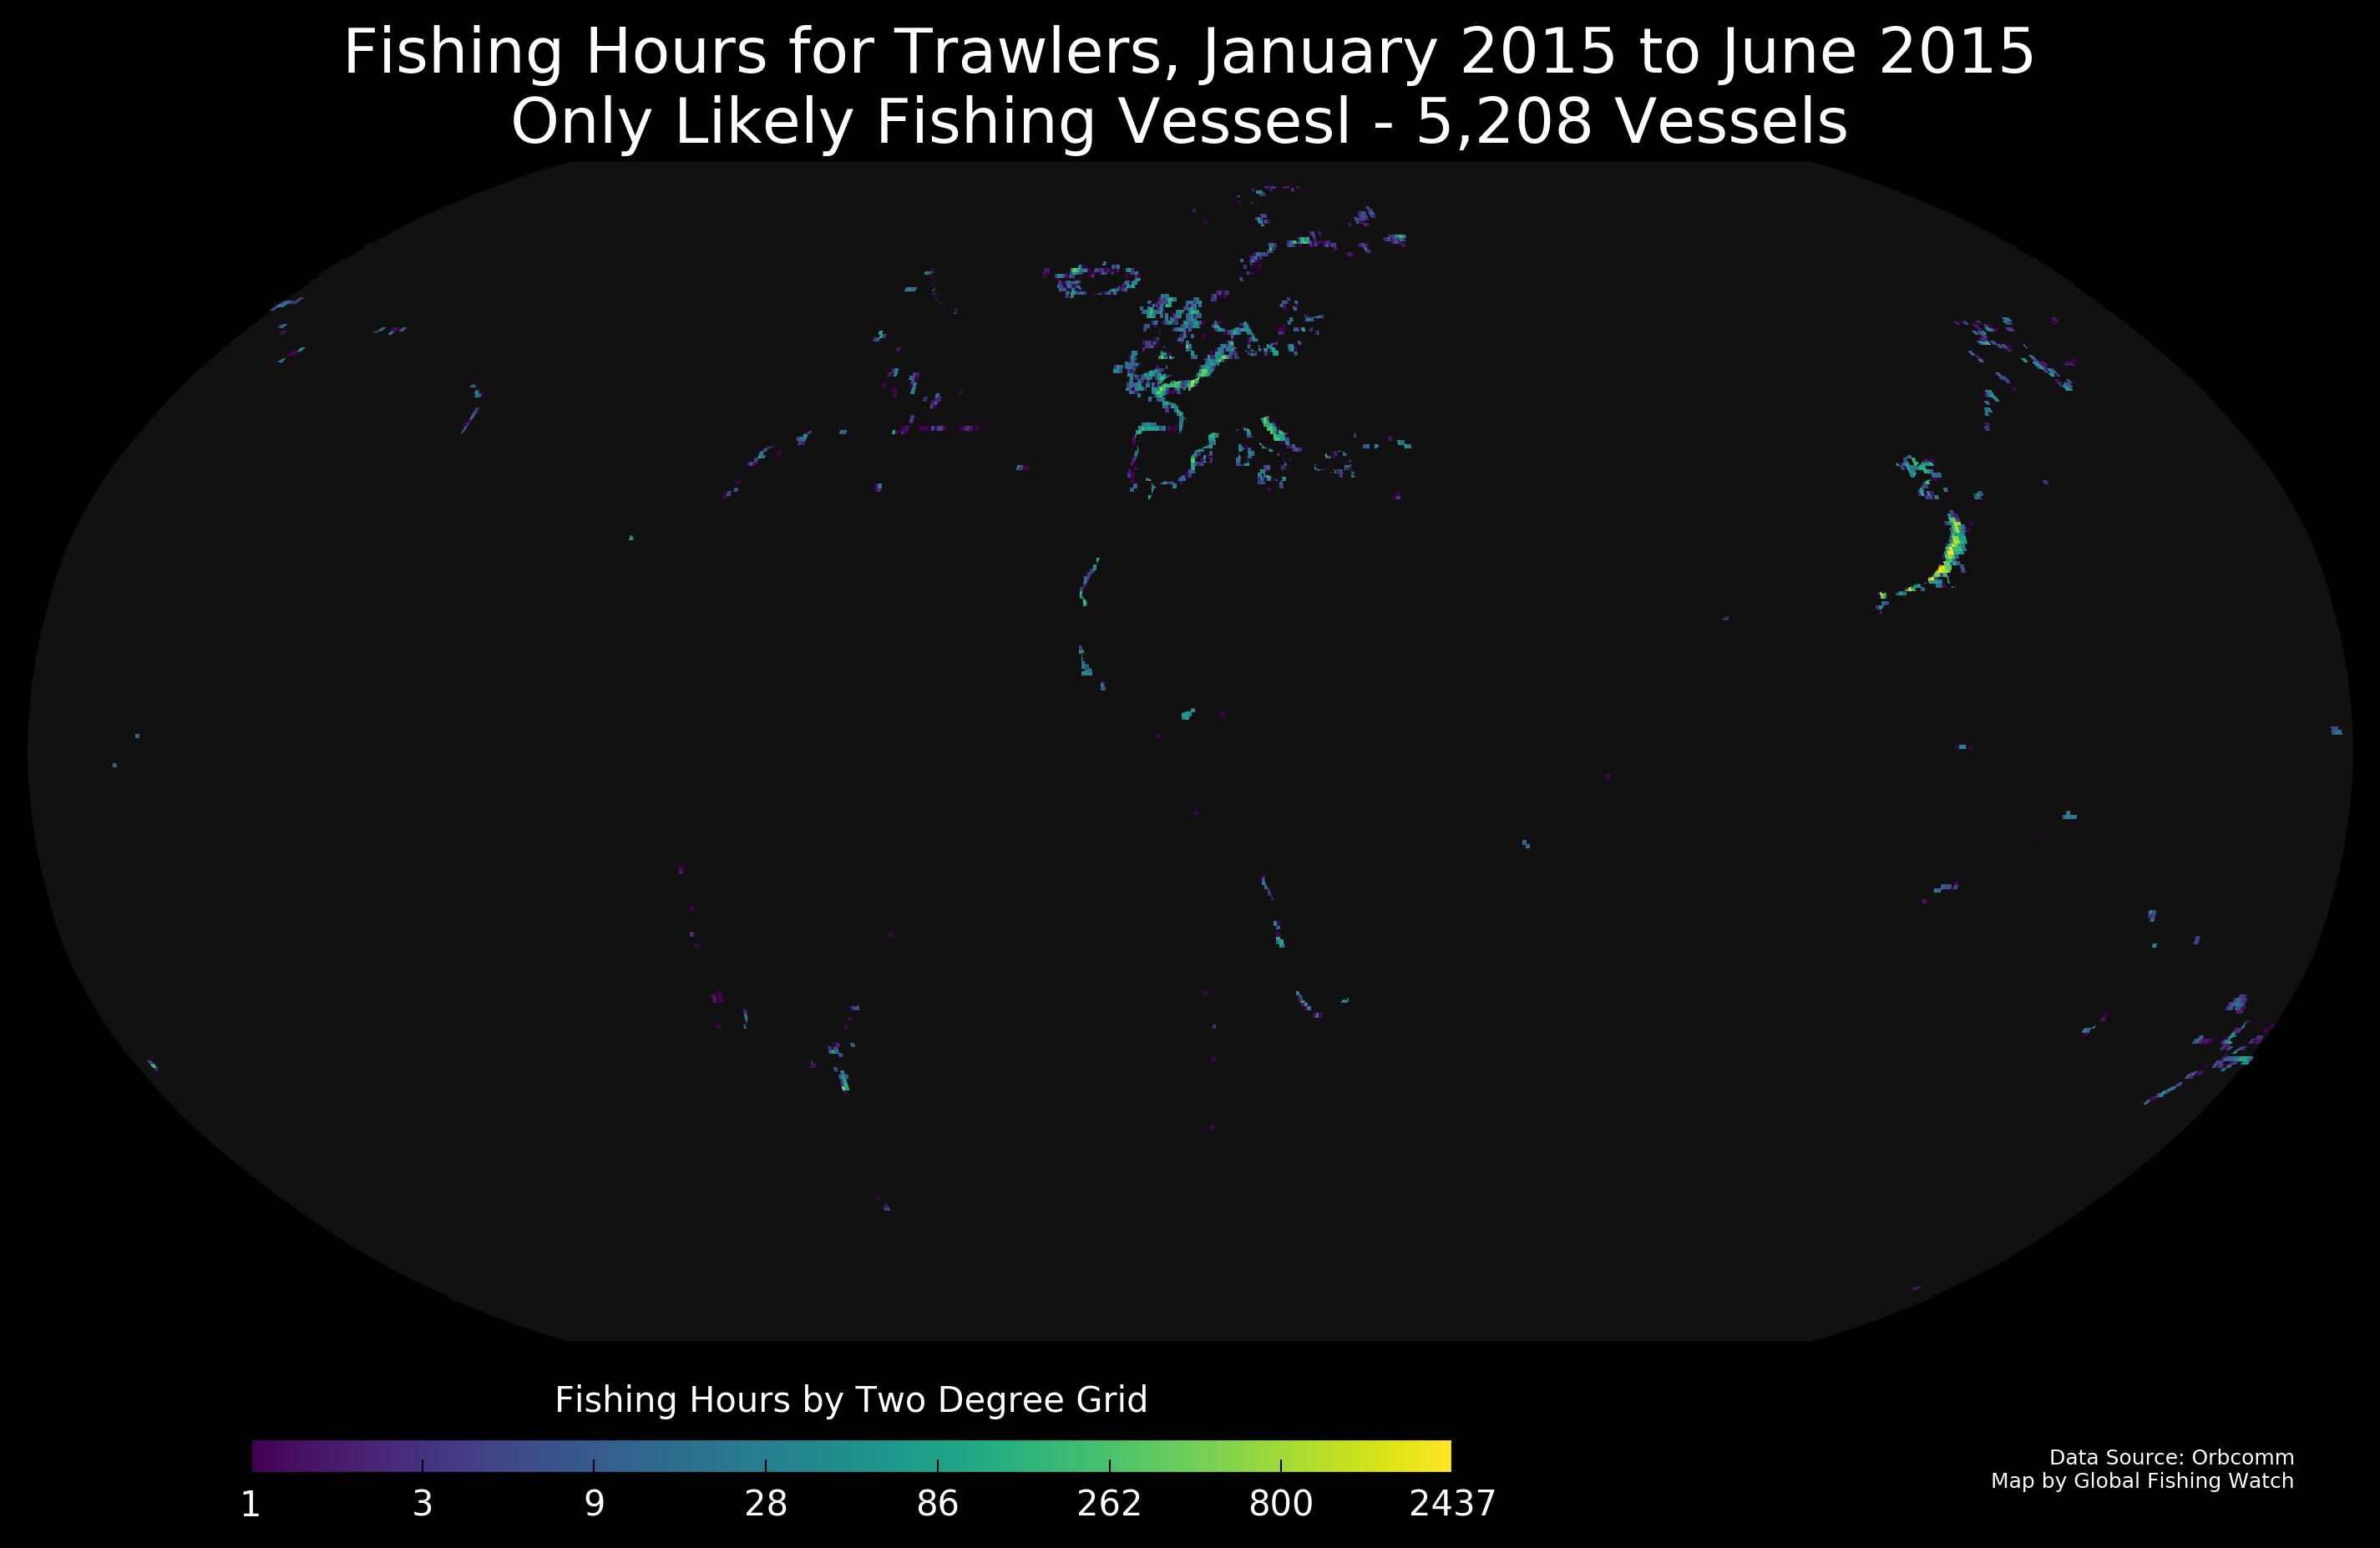 Fishing Hours for Trawlers, January 2015 to June 2015
Only Likely Fishing Vessesl - 5,208 Vessels
Fishing Hours by Two Degree Grid
1 3 9 28 86 262 800 2437
Data Source: Orbcomm
Map by Global Fishing Watch